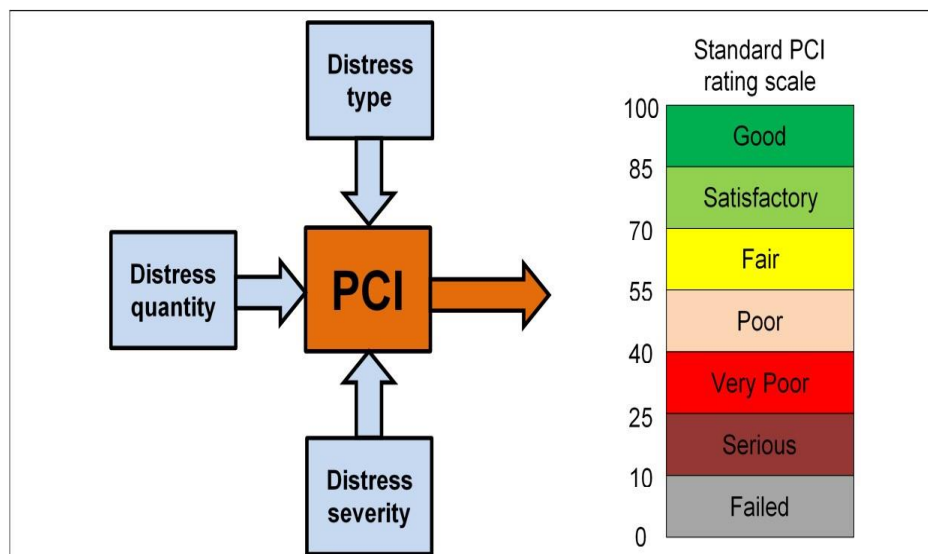 Distress
type
Distress
quantity
PCI
Distress
severity
Standard PCI
rating scale
100
Good
85
Satisfactory
70
Fair
55
Poor
40
Very Poor
25
Serious
10
Failed
0